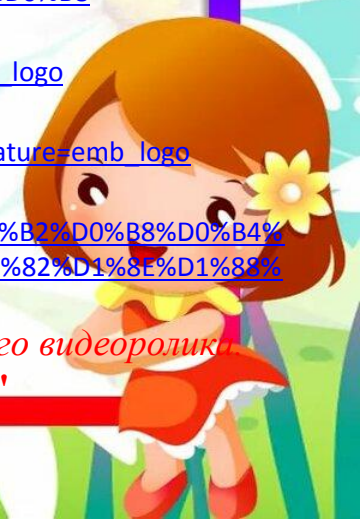 _logo
ature=emb_logo
%B2%D0%B8%D0%B4%
%82%D1%8E%D1%88%
го видеоролика.